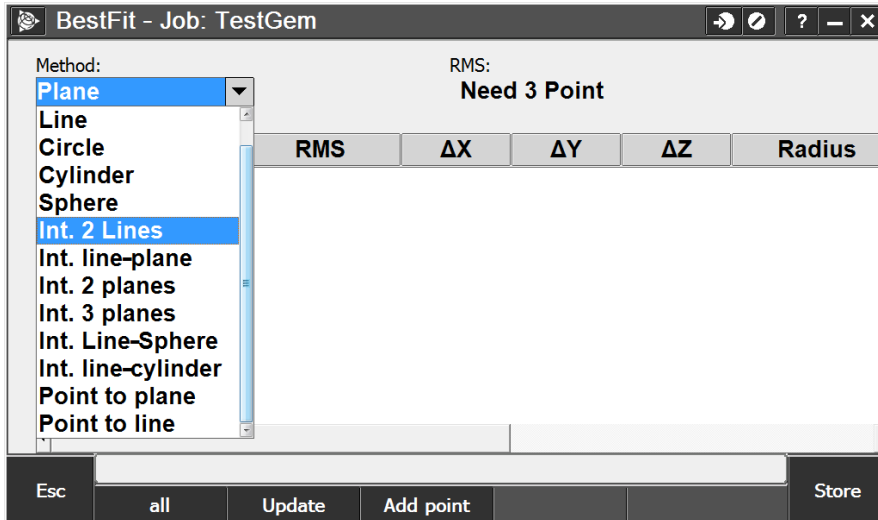 BestFit - Job: TestGem
?
Method:
RMS:
Plane
Need 3 Point
Line
Circle
RMS
ΔX
ΔY
ΔZ
Radius
Cylinder
Sphere
Int. 2 Lines
Int. line-plane
Int. 2 planes
Int. 3 planes
Int. Line-Sphere
Int. line-cylinder
Point to plane
Point to line
Esc
all
Update
Add point
Store